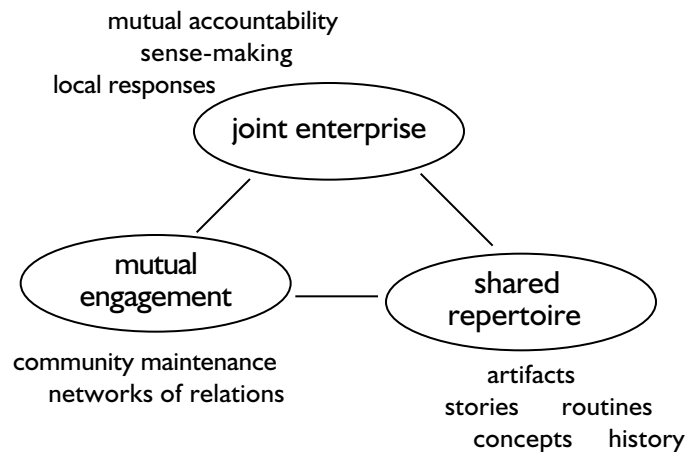 mutual accountability
sense-making
local responses
joint enterprise
mutual
engagement
shared
repertoire
community maintenance
networks of relations
artifacts
stories routines
concepts history